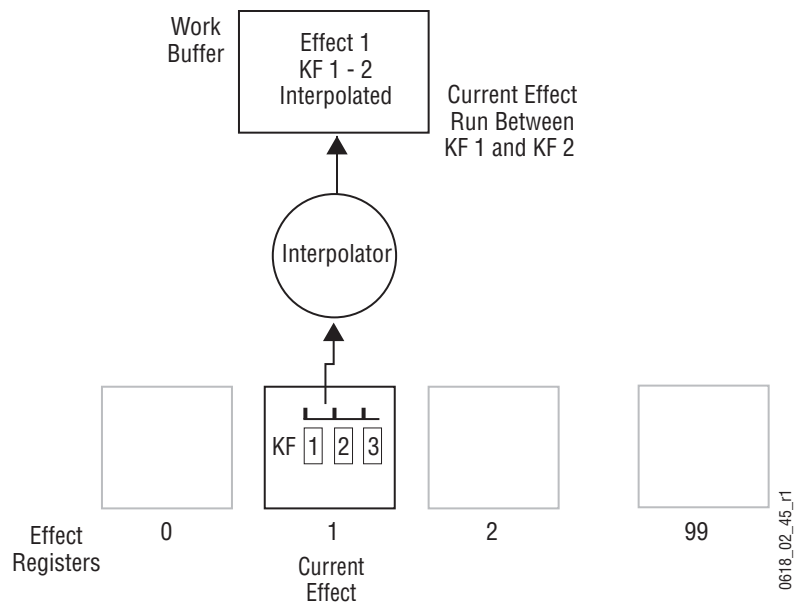 Work
Buffer
Effect 1
KF 1 - 2
Interpolated
Current Effect
Run Between
KF 1 and KF 2
Interpolator
KF 1 2 3
Effect
Registers
0
1
2
99
Current
Effect
0618_02_45_r1